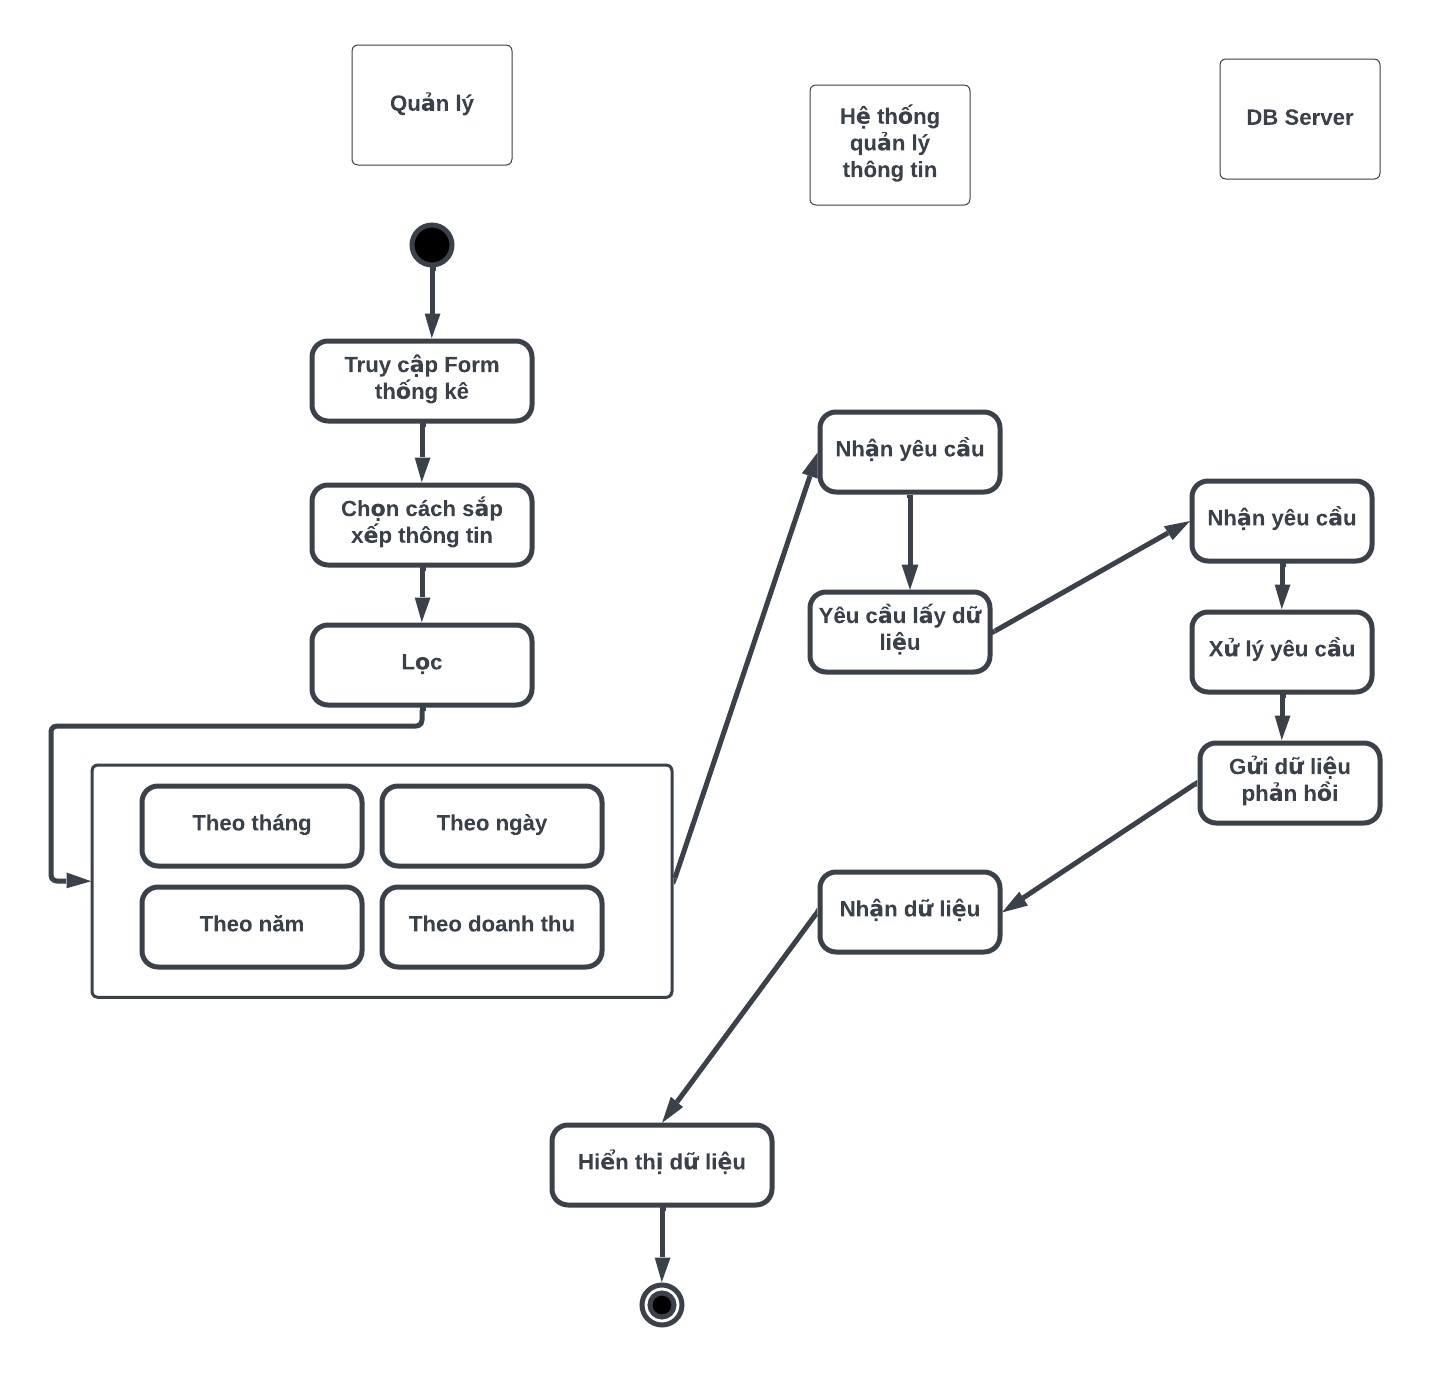 Quản lý
Hệ thống
quản lý
thông tin
DB Server
Truy cập Form
thống kê
Chọn cách sắp
xếp thông tin
Lọc
Theo tháng
Theo ngày
Theo năm
Theo doanh thu
Nhận yêu cầu
Yêu cầu lấy dữ
liệu
Nhận yêu cầu
Xử lý yêu cầu
Gửi dữ liệu
phản hồi
Nhận dữ liệu
Hiển thị dữ liệu